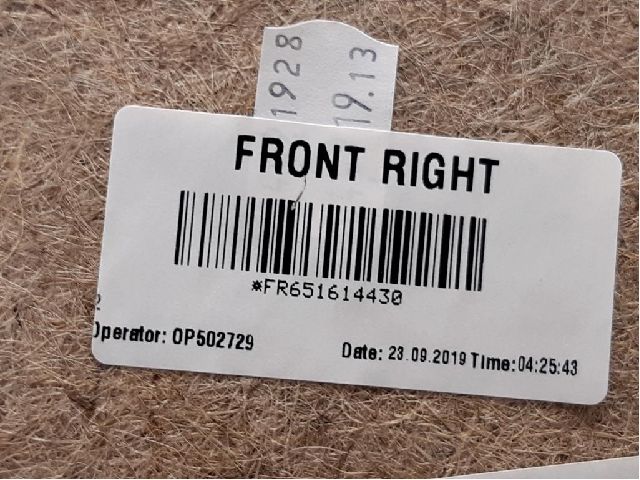 1928
19.13
FRONT RIGHT
*FR651614430
Operator: OP502729
Date: 23.09.2019 Time:04:25:43